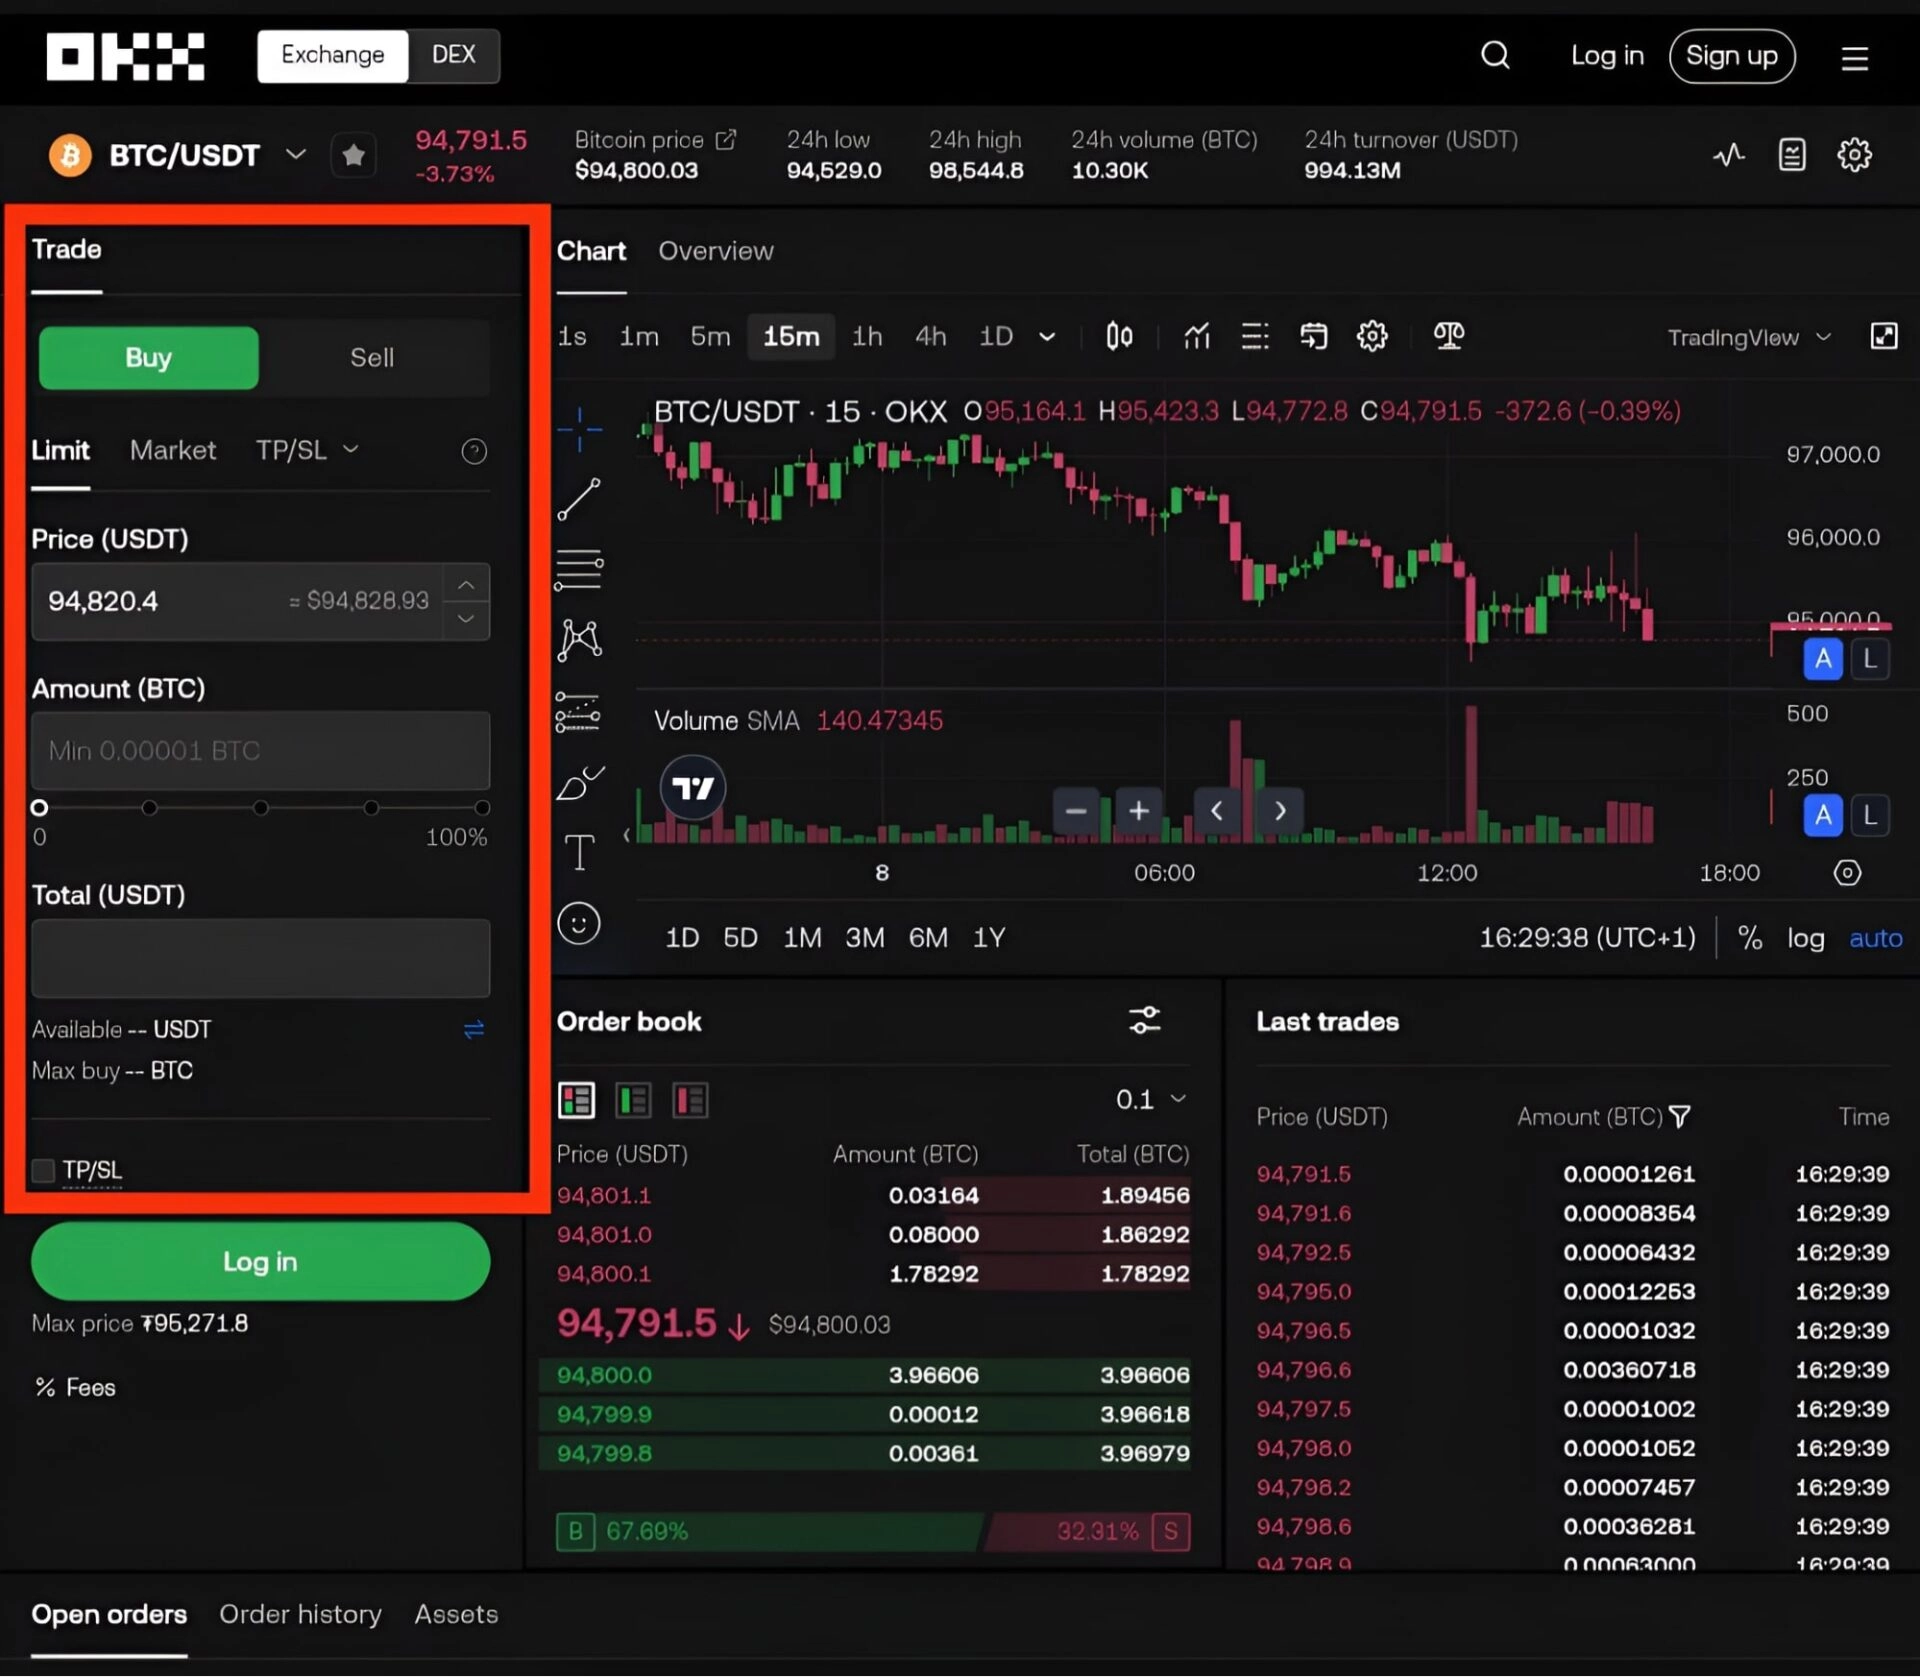 OKX Exchange DEX Log in Sign up
BTC/USDT 94,791.5 -3.73%
Bitcoin price $94,800.03
24h low 94,529.0
24h high 98,544.8
24h volume (BTC) 10.30K
24h turnover (USDT) 994.13M
Trade
Buy Sell
Limit Market TP/SL
Price (USDT)
94,820.4 ≈ $94,828.93
Amount (BTC)
Min 0.00001 BTC
0 100%
Total (USDT)
Available -- USDT
Max buy -- BTC
TP/SL
Log in
Max price ₮95,271.8
% Fees
Chart Overview
1s 1m 5m 15m 1h 4h 1D TradingView
BTC/USDT · 15 · OKX O95,164.1 H95,423.3 L94,772.8 C94,791.5 -372.6 (-0.39%)
97,000.0
96,000.0
95,000.0
A L
Volume SMA 140.47345
500
250
A L
8 06:00 12:00 18:00
1D 5D 1M 3M 6M 1Y 16:29:38 (UTC+1) % log auto
Order book
0.1
Price (USDT) Amount (BTC) Total (BTC)
94,801.1 0.03164 1.89456
94,801.0 0.08000 1.86292
94,800.1 1.78292 1.78292
94,791.5 ↓ $94,800.03
94,800.0 3.96606 3.96606
94,799.9 0.00012 3.96618
94,799.8 0.00361 3.96979
B 67.69% 32.31% S
Last trades
Price (USDT) Amount (BTC) Time
94,791.5 0.00001261 16:29:39
94,791.6 0.00008354 16:29:39
94,792.5 0.00006432 16:29:39
94,795.0 0.00012253 16:29:39
94,796.5 0.00001032 16:29:39
94,796.6 0.00360718 16:29:39
94,797.5 0.00001002 16:29:39
94,798.0 0.00001052 16:29:39
94,798.2 0.00007457 16:29:39
94,798.6 0.00036281 16:29:39
94,798.9 0.00063000 16:29:39
Open orders Order history Assets